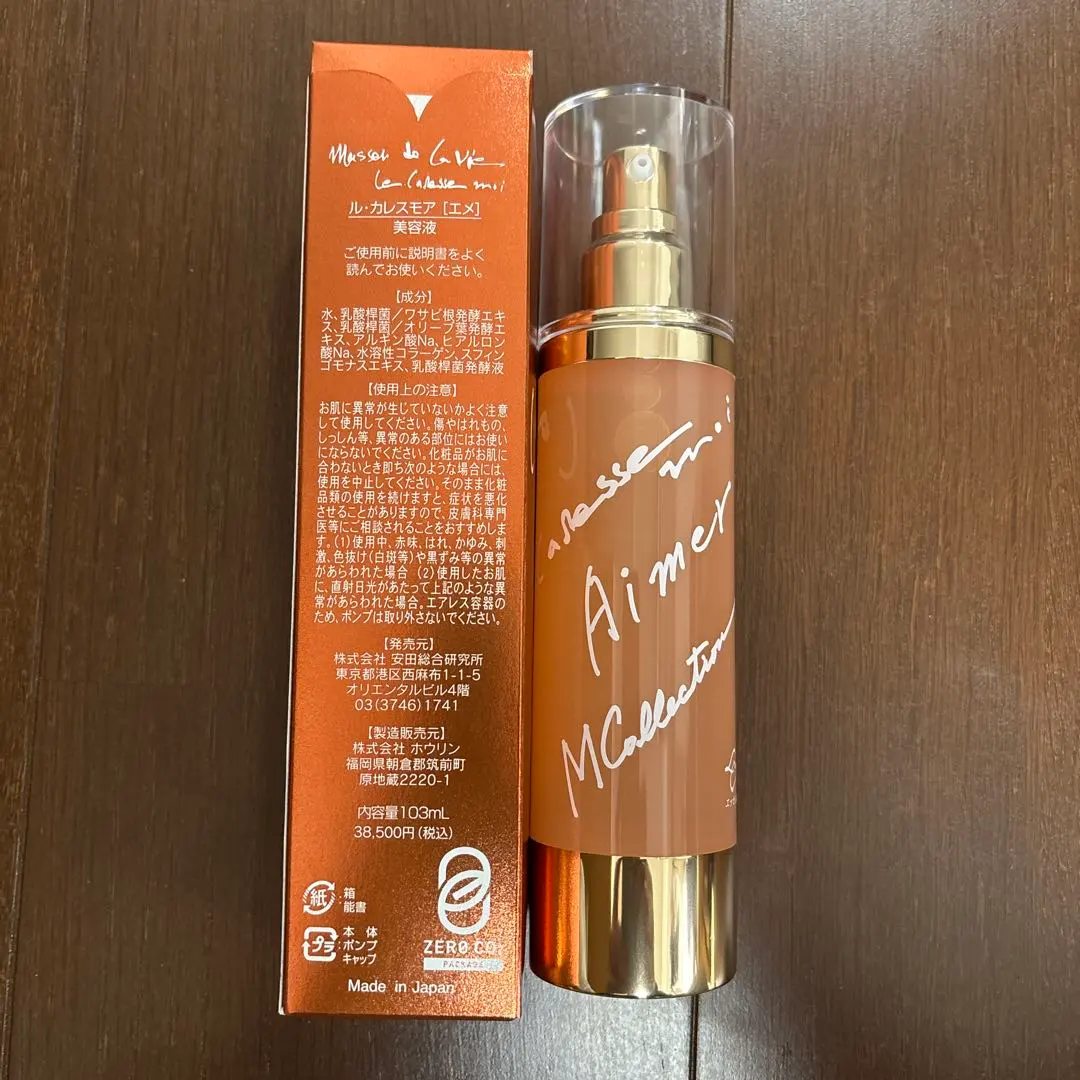 Maison de La Vie
Le Caresse moi
ル・カレスモア [エメ]
美容液
ご使用前に説明書をよく
読んでお使いください。
【成分】
水、乳酸桿菌/ワサビ根発酵エキ
ス、乳酸桿菌/オリーブ葉発酵エ
キス、アルギン酸Na、ヒアルロン
酸Na、水溶性コラーゲン、スフィン
ゴモナスエキス、乳酸桿菌発酵液
【使用上の注意】
お肌に異常が生じていないかよく注意
して使用してください。傷やはれもの、
しっしん等、異常のある部位にはお使い
にならないでください。化粧品がお肌に
合わないとき即ち次のような場合には、
使用を中止してください。そのまま化粧
品類の使用を続けますと、症状を悪化
させることがありますので、皮膚科専門
医等にご相談されることをおすすめしま
す。(1)使用中、赤味、はれ、かゆみ、刺
激、色抜け(白斑等)や黒ずみ等の異常
があらわれた場合 (2)使用したお肌
に、直射日光があたって上記のような異
常があらわれた場合。エアレス容器の
ため、ポンプは取り外さないでください。
【発売元】
株式会社 安田総合研究所
東京都港区西麻布1-1-5
オリエンタルビル4階
03(3746)1741
【製造販売元】
株式会社 ホウリン
福岡県朝倉郡筑前町
原地蔵2220-1
内容量103mL
38,500円(税込)
紙 箱
能書
プラ 本体
ポンプ
キャップ
ZERO CO2
PACKAGE
Made in Japan
aresse moi
Aimer
M Collection